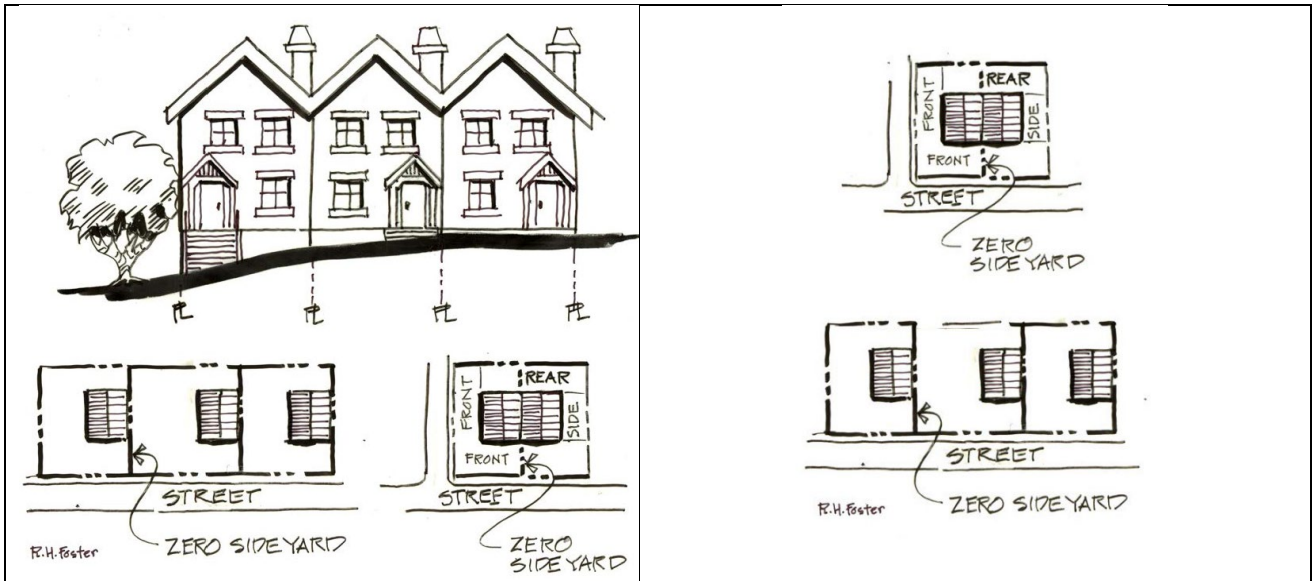 PL PL PL PL
STREET
ZERO SIDEYARD
R.H.Foster
FRONT
REAR
SIDE
FRONT
STREET
ZERO
SIDEYARD
FRONT
REAR
SIDE
FRONT
STREET
ZERO
SIDEYARD
STREET
ZERO SIDEYARD
R.H.Foster